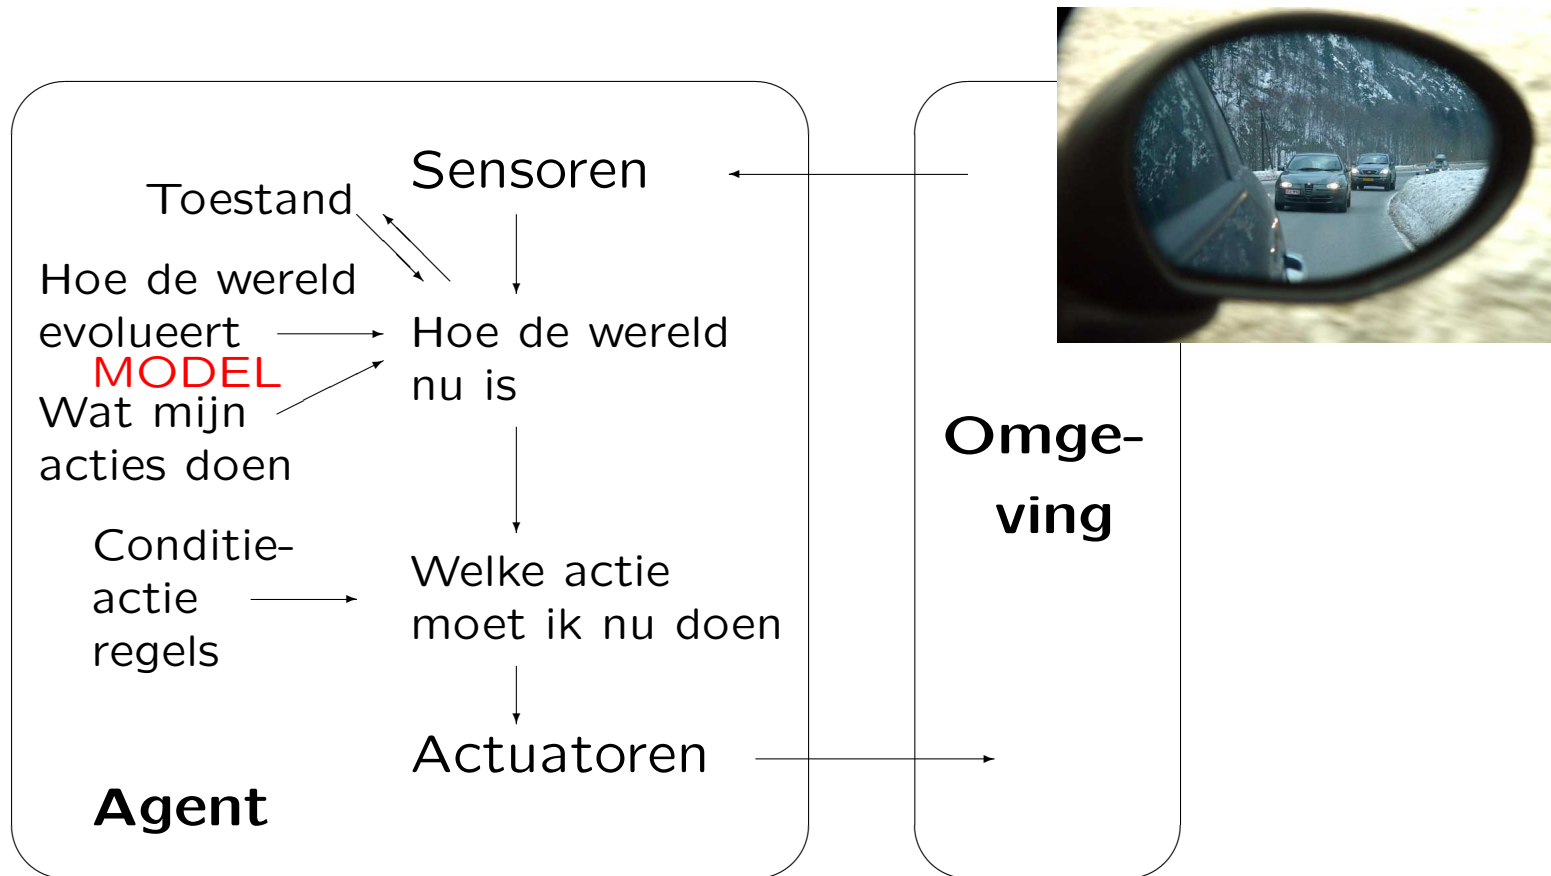 Sensoren
Toestand
Hoe de wereld
evolueert
MODEL
Wat mijn
acties doen
Hoe de wereld
nu is
Conditie-
actie
regels
Welke actie
moet ik nu doen
Actuatoren
Agent
Omge-
ving